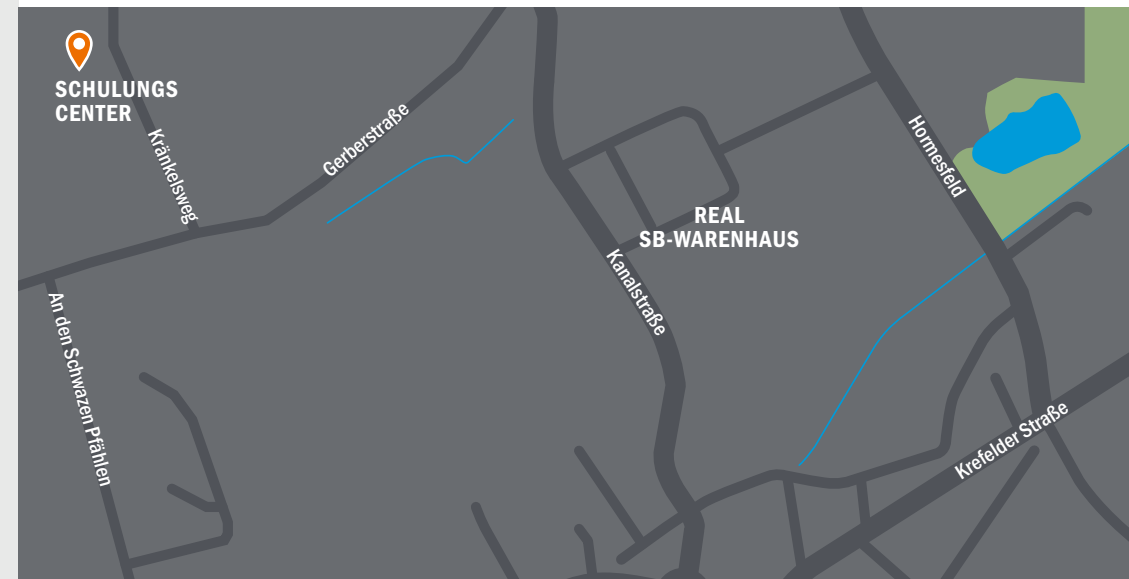 SCHULUNGS
CENTER
Kränkelsweg
Gerberstraße
Hormesfeld
REAL
SB-WARENHAUS
Kanalstraße
An den Schwazen Pfählen
Krefelder Straße